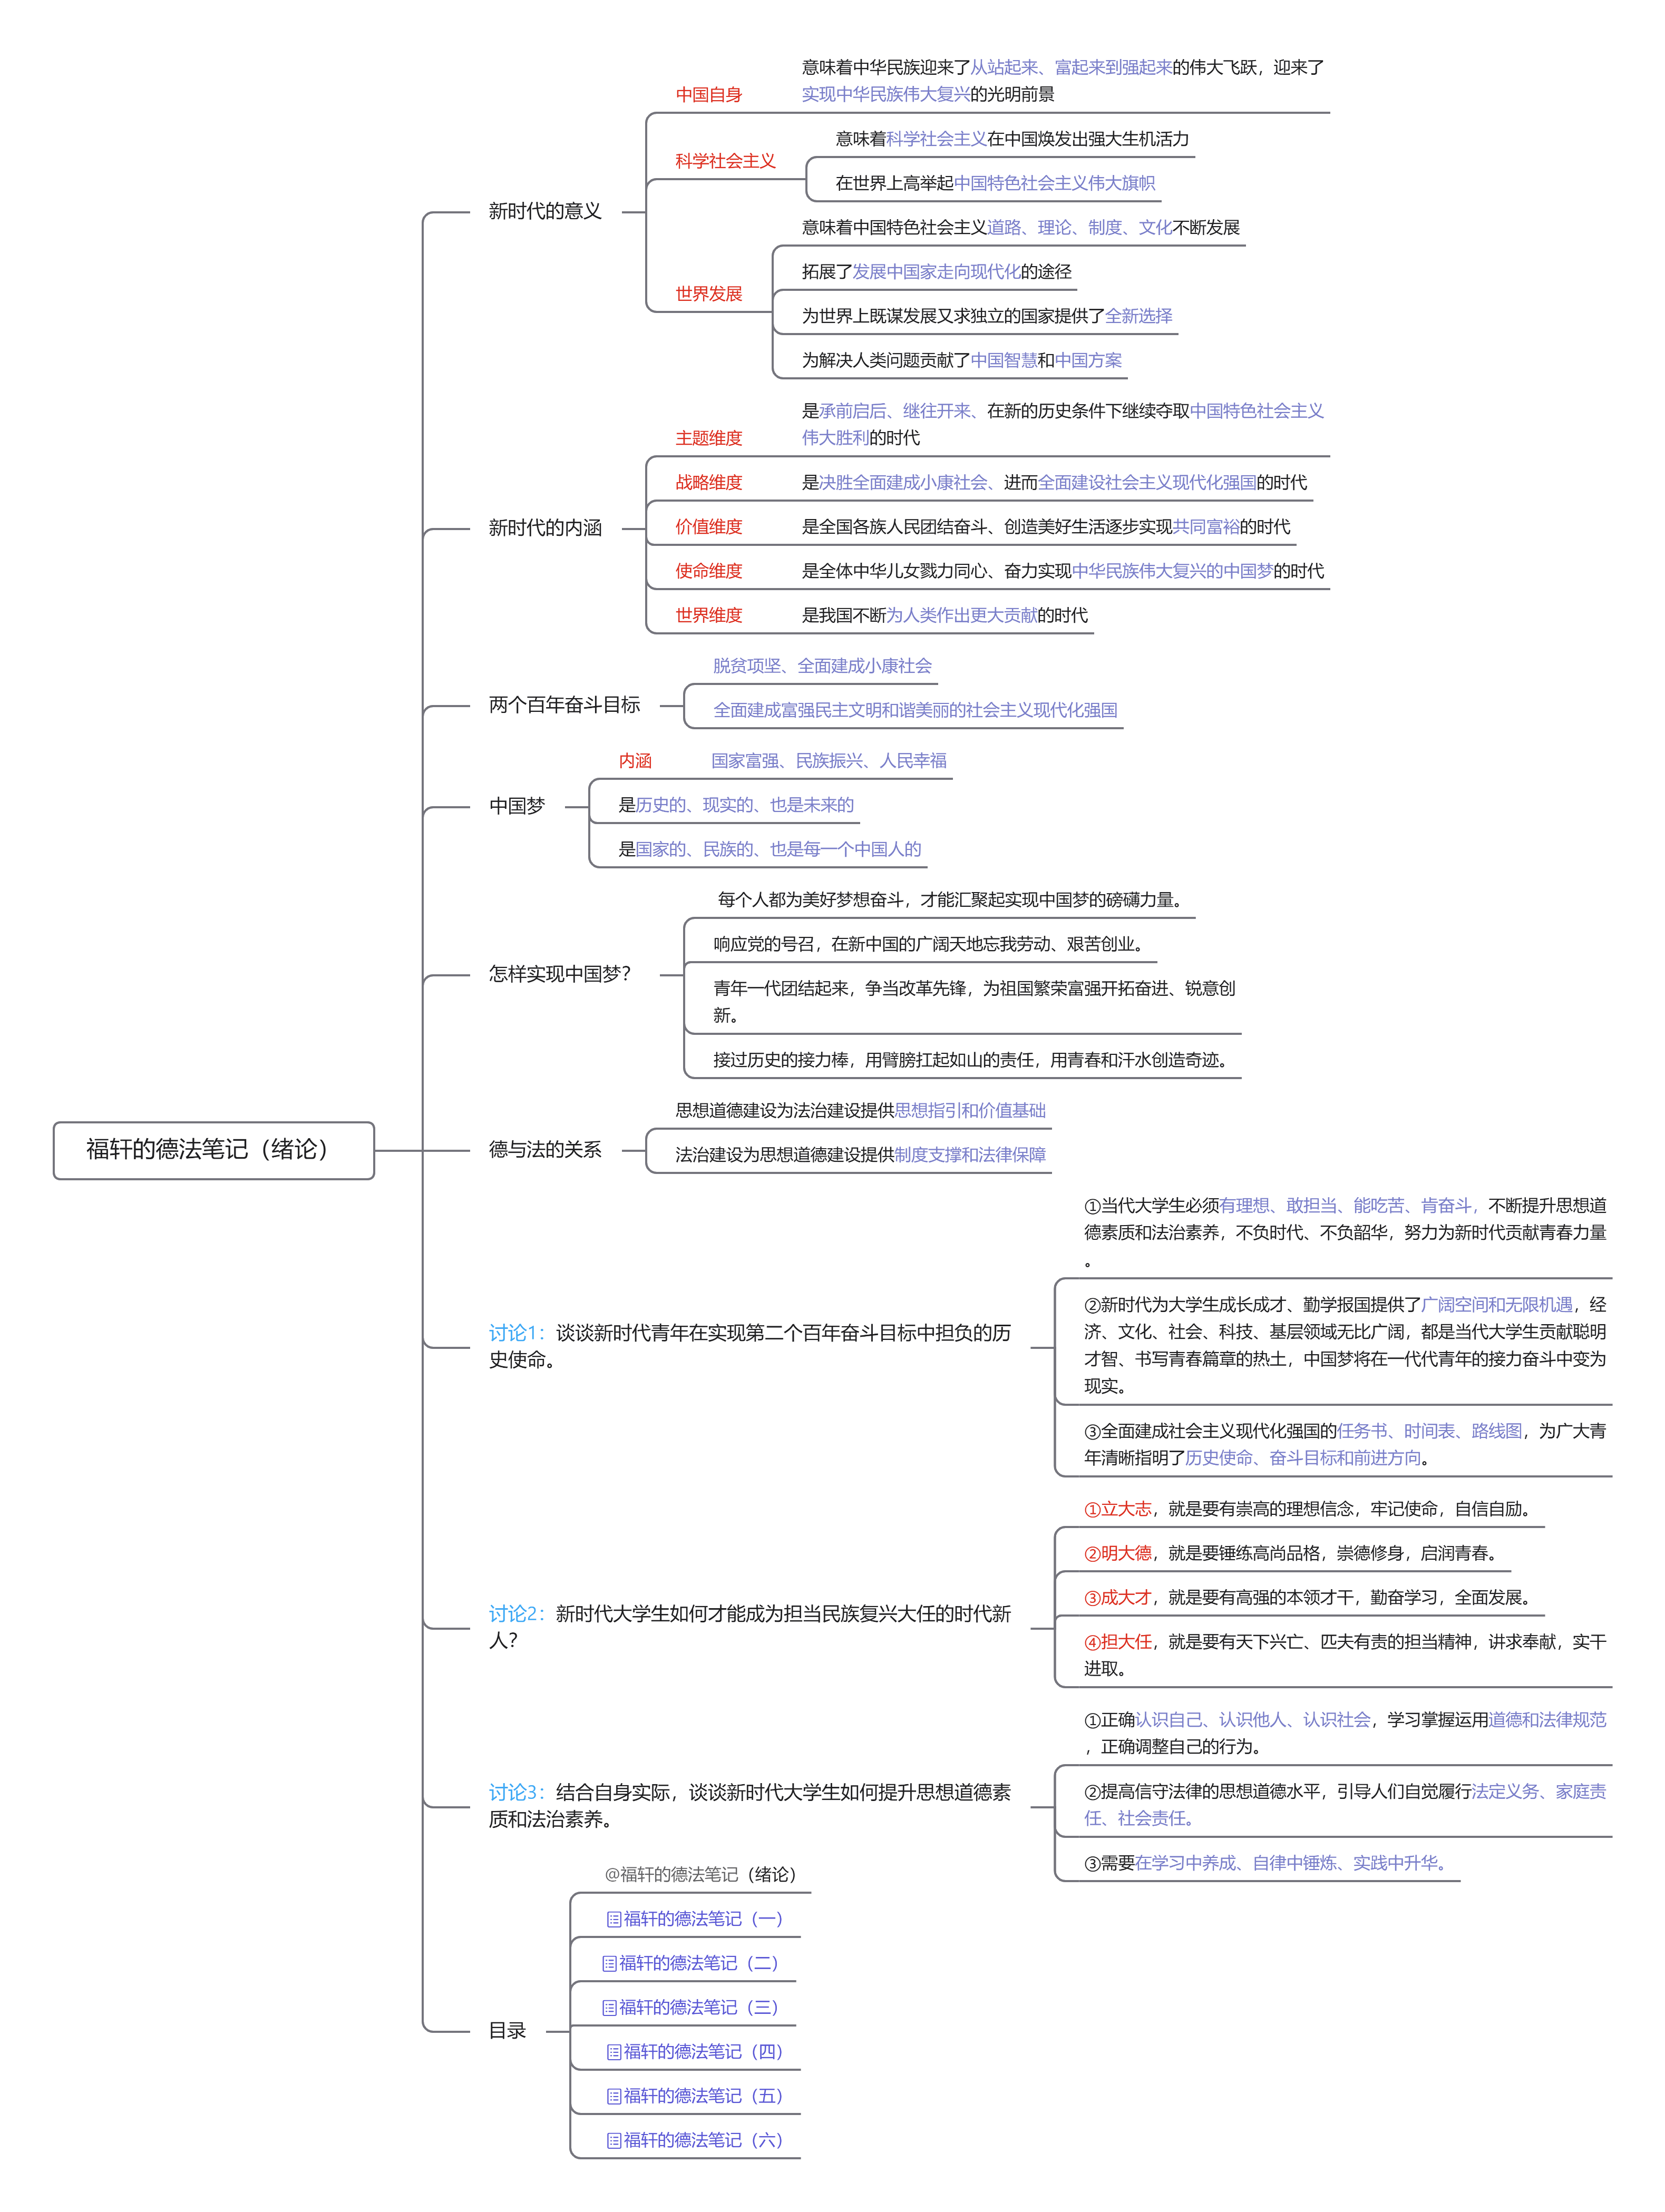 福轩的德法笔记（绪论）
新时代的意义
中国自身
意味着中华民族迎来了从站起来、富起来到强起来的伟大飞跃，迎来了
实现中华民族伟大复兴的光明前景
科学社会主义
意味着科学社会主义在中国焕发出强大生机活力
在世界上高举起中国特色社会主义伟大旗帜
世界发展
意味着中国特色社会主义道路、理论、制度、文化不断发展
拓展了发展中国家走向现代化的途径
为世界上既谋发展又求独立的国家提供了全新选择
为解决人类问题贡献了中国智慧和中国方案
新时代的内涵
主题维度
是承前启后、继往开来、在新的历史条件下继续夺取中国特色社会主义
伟大胜利的时代
战略维度
是决胜全面建成小康社会、进而全面建设社会主义现代化强国的时代
价值维度
是全国各族人民团结奋斗、创造美好生活逐步实现共同富裕的时代
使命维度
是全体中华儿女戮力同心、奋力实现中华民族伟大复兴的中国梦的时代
世界维度
是我国不断为人类作出更大贡献的时代
两个百年奋斗目标
脱贫项坚、全面建成小康社会
全面建成富强民主文明和谐美丽的社会主义现代化强国
中国梦
内涵
国家富强、民族振兴、人民幸福
是历史的、现实的、也是未来的
是国家的、民族的、也是每一个中国人的
怎样实现中国梦？
每个人都为美好梦想奋斗，才能汇聚起实现中国梦的磅礴力量。
响应党的号召，在新中国的广阔天地忘我劳动、艰苦创业。
青年一代团结起来，争当改革先锋，为祖国繁荣富强开拓奋进、锐意创
新。
接过历史的接力棒，用臂膀扛起如山的责任，用青春和汗水创造奇迹。
德与法的关系
思想道德建设为法治建设提供思想指引和价值基础
法治建设为思想道德建设提供制度支撑和法律保障
讨论1：谈谈新时代青年在实现第二个百年奋斗目标中担负的历
史使命。
①当代大学生必须有理想、敢担当、能吃苦、肯奋斗，不断提升思想道
德素质和法治素养，不负时代、不负韶华，努力为新时代贡献青春力量
。
②新时代为大学生成长成才、勤学报国提供了广阔空间和无限机遇，经
济、文化、社会、科技、基层领域无比广阔，都是当代大学生贡献聪明
才智、书写青春篇章的热土，中国梦将在一代代青年的接力奋斗中变为
现实。
③全面建成社会主义现代化强国的任务书、时间表、路线图，为广大青
年清晰指明了历史使命、奋斗目标和前进方向。
讨论2：新时代大学生如何才能成为担当民族复兴大任的时代新
人？
①立大志，就是要有崇高的理想信念，牢记使命，自信自励。
②明大德，就是要锤练高尚品格，崇德修身，启润青春。
③成大才，就是要有高强的本领才干，勤奋学习，全面发展。
④担大任，就是要有天下兴亡、匹夫有责的担当精神，讲求奉献，实干
进取。
讨论3：结合自身实际，谈谈新时代大学生如何提升思想道德素
质和法治素养。
①正确认识自己、认识他人、认识社会，学习掌握运用道德和法律规范
，正确调整自己的行为。
②提高信守法律的思想道德水平，引导人们自觉履行法定义务、家庭责
任、社会责任。
③需要在学习中养成、自律中锤炼、实践中升华。
目录
@福轩的德法笔记（绪论）
福轩的德法笔记（一）
福轩的德法笔记（二）
福轩的德法笔记（三）
福轩的德法笔记（四）
福轩的德法笔记（五）
福轩的德法笔记（六）